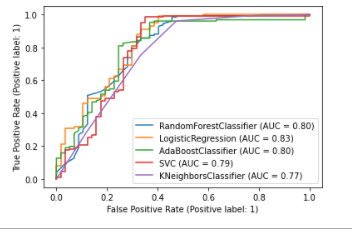 1.0
0.8
0.6
0.4
0.2
0.0
True Positive Rate (Positive label: 1)
RandomForestClassifier (AUC = 0.80)
LogisticRegression (AUC = 0.83)
AdaBoostClassifier (AUC = 0.80)
SVC (AUC = 0.79)
KNeighborsClassifier (AUC = 0.77)
0.0 0.2 0.4 0.6 0.8 1.0
False Positive Rate (Positive label: 1)